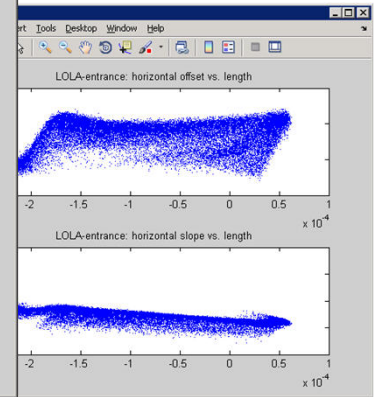 Tools Desktop Window Help
LOLA-entrance: horizontal offset vs. length
-2 -1.5 -1 -0.5 0 0.5 1
x 10^-4
LOLA-entrance: horizontal slope vs. length
-2 -1.5 -1 -0.5 0 0.5 1
x 10^-4